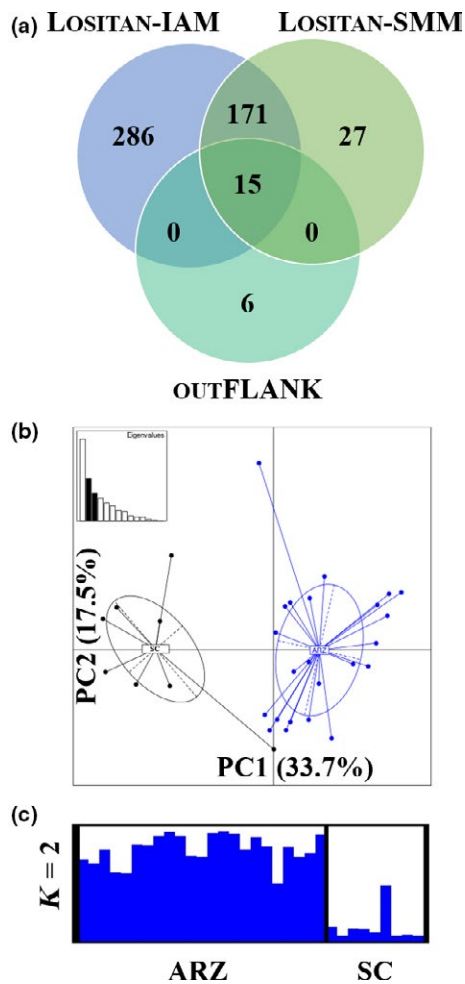 (a)
LOSITAN-IAM
LOSITAN-SMM
286
171
27
15
0
0
6
OUTFLANK
(b)
Eigenvalues
PC2 (17.5%)
SC
ARZ
PC1 (33.7%)
(c)
K = 2
ARZ
SC